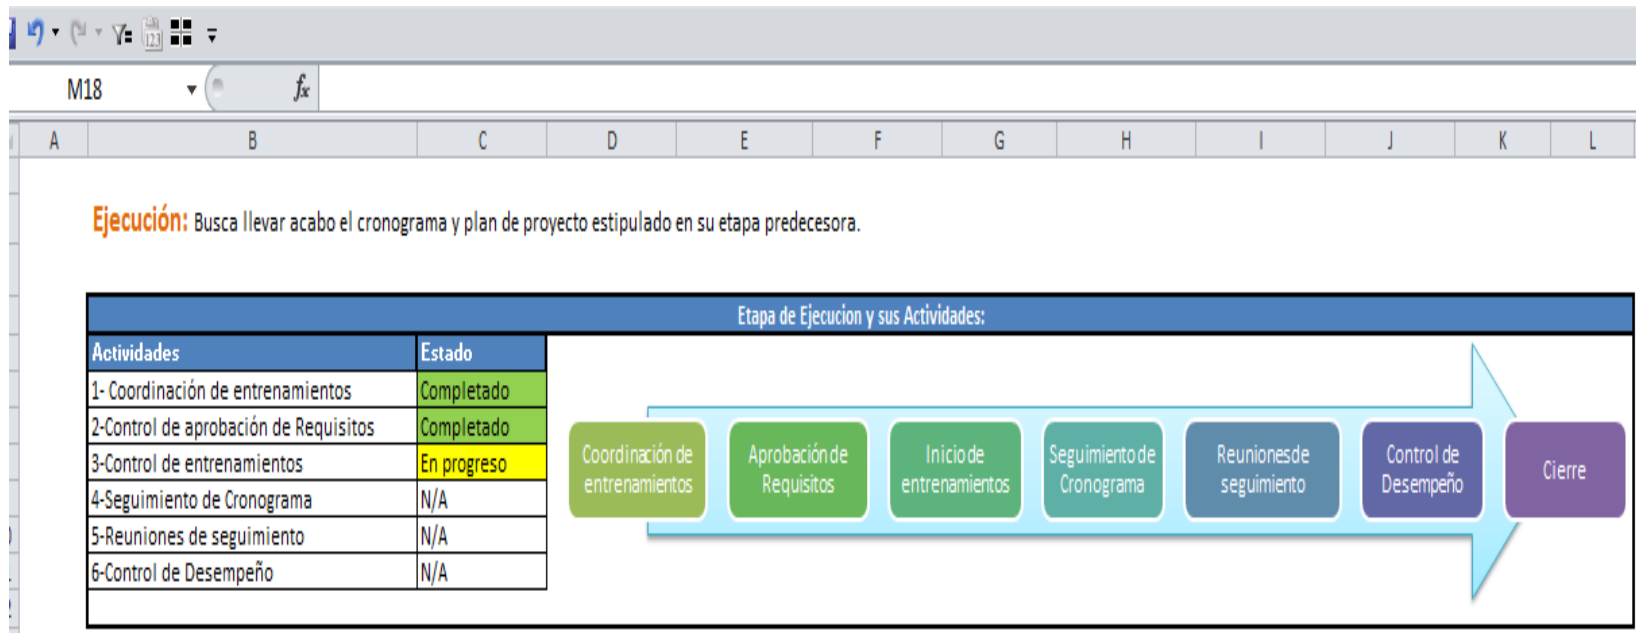 M18
fx
A B C D E F G H I J K L
Ejecución: Busca llevar acabo el cronograma y plan de proyecto estipulado en su etapa predecesora.
Etapa de Ejecucion y sus Actividades:
Actividades Estado
1- Coordinación de entrenamientos Completado
2-Control de aprobación de Requisitos Completado
3-Control de entrenamientos En progreso
4-Seguimiento de Cronograma N/A
5-Reuniones de seguimiento N/A
6-Control de Desempeño N/A
Coordinación de
entrenamientos
Aprobación de
Requisitos
Inicio de
entrenamientos
Seguimiento de
Cronograma
Reuniones de
seguimiento
Control de
Desempeño
Cierre